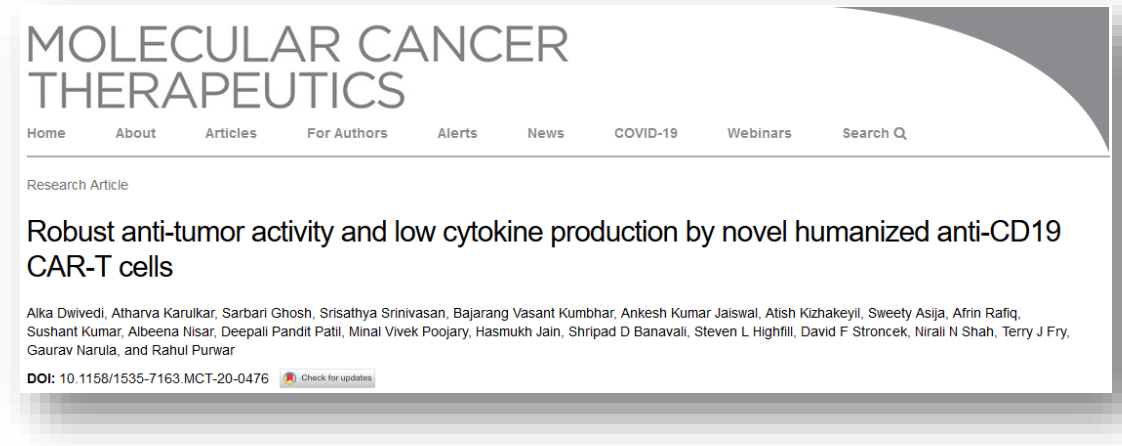 MOLECULAR CANCER
THERAPEUTICS
Home About Articles For Authors Alerts News COVID-19 Webinars Search
Research Article
Robust anti-tumor activity and low cytokine production by novel humanized anti-CD19
CAR-T cells
Alka Dwivedi, Atharva Karulkar, Sarbari Ghosh, Srisathya Srinivasan, Bajarang Vasant Kumbhar, Ankesh Kumar Jaiswal, Atish Kizhakeyil, Sweety Asija, Afrin Rafiq,
Sushant Kumar, Albeena Nisar, Deepali Pandit Patil, Minal Vivek Poojary, Hasmukh Jain, Shripad D Banavali, Steven L Highfill, David F Stroncek, Nirali N Shah, Terry J Fry,
Gaurav Narula, and Rahul Purwar
DOI: 10.1158/1535-7163.MCT-20-0476 Check for updates